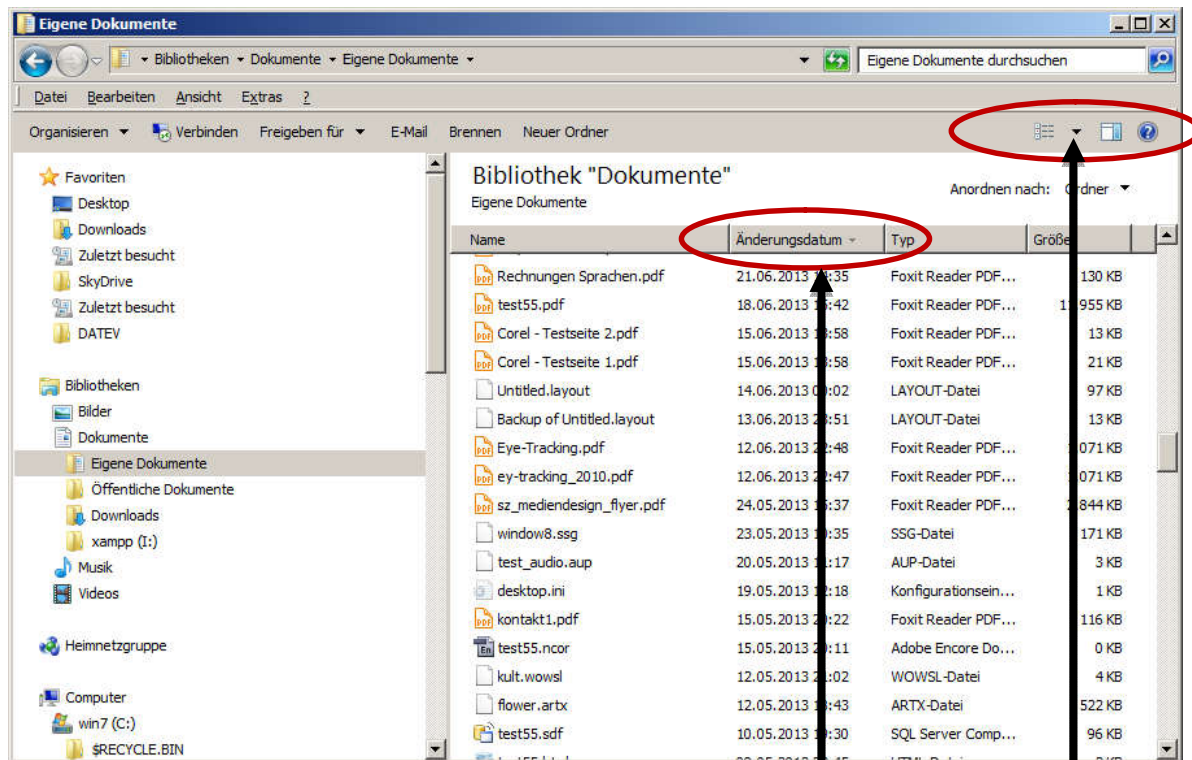 Eigene Dokumente
Bibliotheken Dokumente Eigene Dokumente
Eigene Dokumente durchsuchen
Datei Bearbeiten Ansicht Extras ?
Organisieren Verbinden Freigeben für E-Mail Brennen Neuer Ordner
Favoriten
Desktop
Downloads
Zuletzt besucht
SkyDrive
Zuletzt besucht
DATEV
Bibliotheken
Bilder
Dokumente
Eigene Dokumente
Öffentliche Dokumente
Downloads
xampp (I:)
Musik
Videos
Heimnetzgruppe
Computer
win7 (C:)
$RECYCLE.BIN
Bibliothek "Dokumente"
Eigene Dokumente
Anordnen nach: Ordner
Name Änderungsdatum Typ Größe
Rechnungen Sprachen.pdf 21.06.2013 Foxit Reader PDF... 130 KB
test55.pdf 18.06.2013 Foxit Reader PDF... KB
Corel - Testseite 2.pdf 15.06.2013 Foxit Reader PDF... 13 KB
Corel - Testseite 1.pdf 15.06.2013 Foxit Reader PDF... 21 KB
Untitled.layout 14.06.2013 LAYOUT-Datei 97 KB
Backup of Untitled.layout 13.06.2013 LAYOUT-Datei 13 KB
Eye-Tracking.pdf 12.06.2013 Foxit Reader PDF... KB
ey-tracking_2010.pdf 12.06.2013 Foxit Reader PDF... KB
sz_mediendesign_flyer.pdf 24.05.2013 Foxit Reader PDF... KB
window8.ssg 23.05.2013 SSG-Datei 171 KB
test_audio.aup 20.05.2013 AUP-Datei 3 KB
desktop.ini 19.05.2013 Konfigurationsein... 1 KB
kontakt1.pdf 15.05.2013 Foxit Reader PDF... 116 KB
test55.ncor 15.05.2013 Adobe Encore Do... 0 KB
kult.wowsl 12.05.2013 WOWSL-Datei 4 KB
flower.artx 12.05.2013 ARTX-Datei 522 KB
test55.sdf 10.05.2013 SQL Server Comp... 96 KB